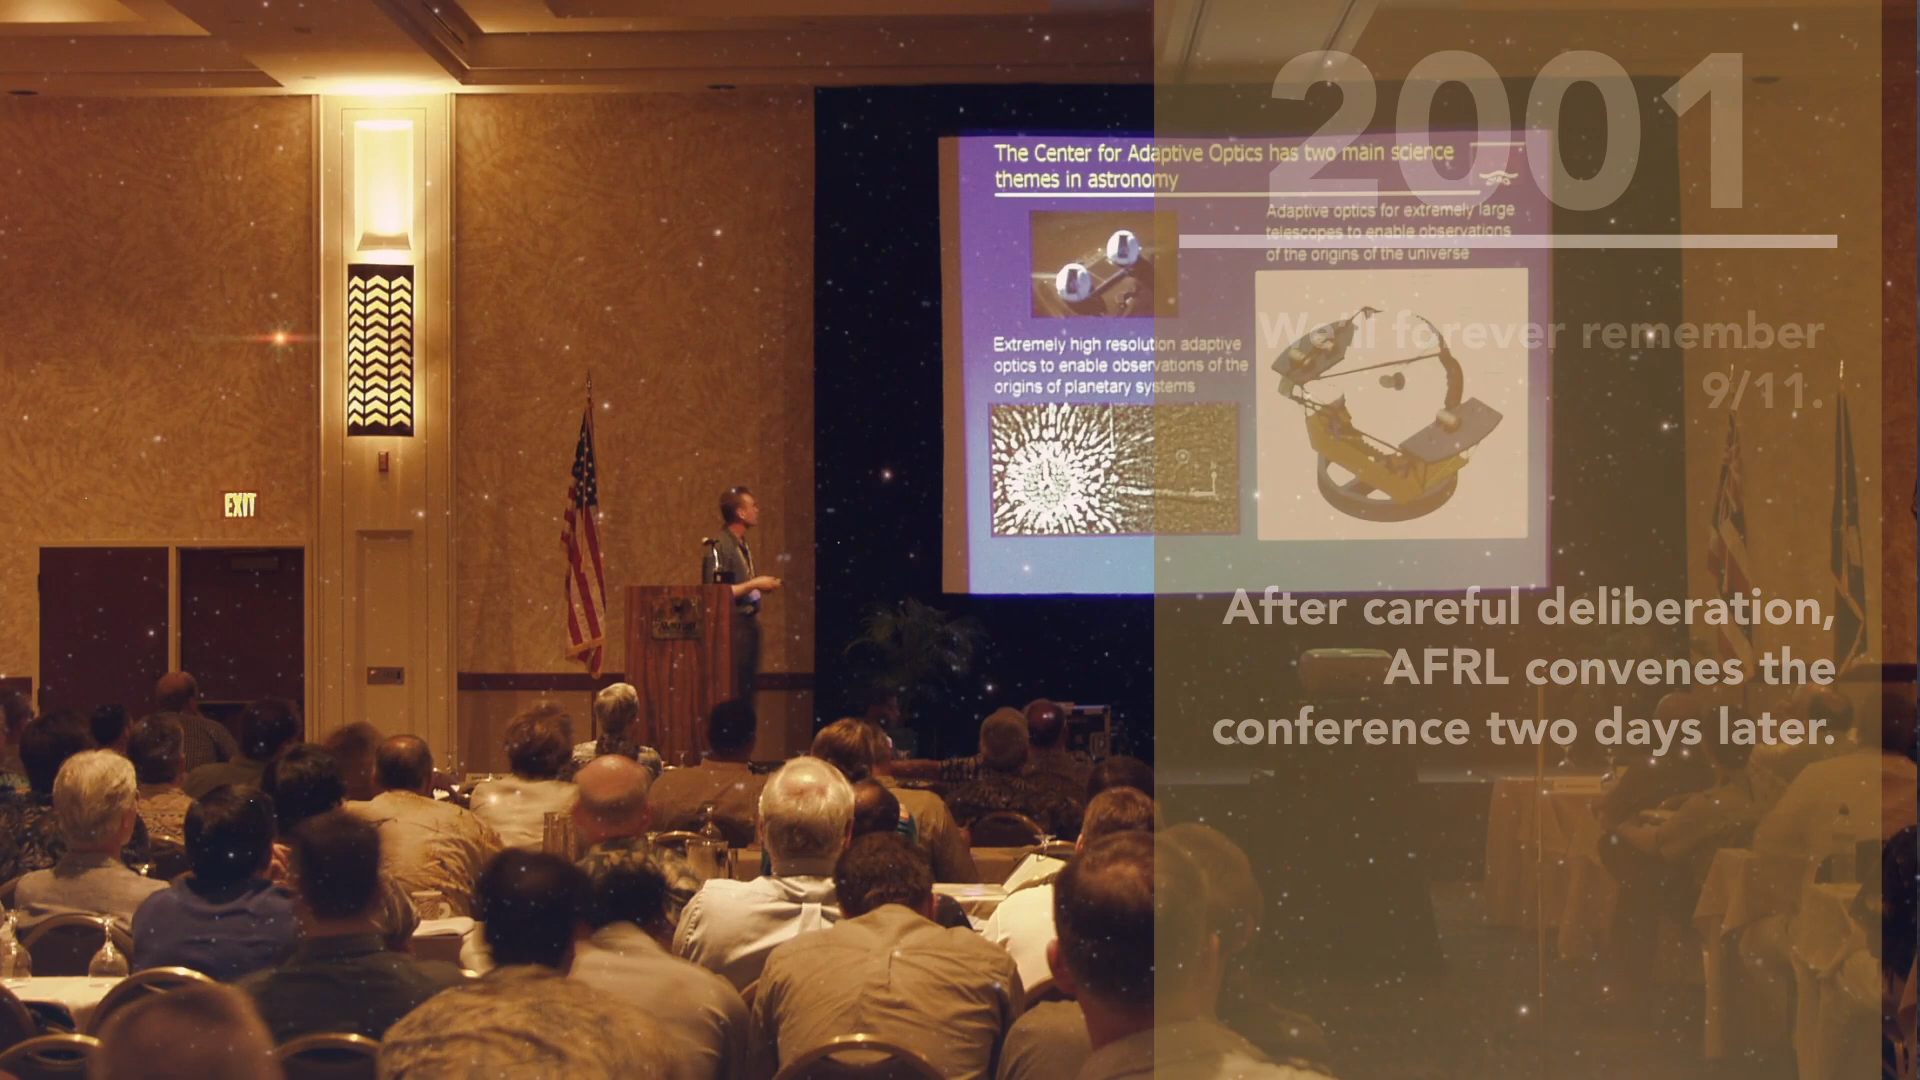 2001
We'll forever remember
9/11.
After careful deliberation,
AFRL convenes the
conference two days later.
The Center for Adaptive Optics has two main science
themes in astronomy
Adaptive optics for extremely large
telescopes to enable observations
of the origins of the universe
Extremely high resolution adaptive
optics to enable observations of the
origins of planetary systems
EXIT